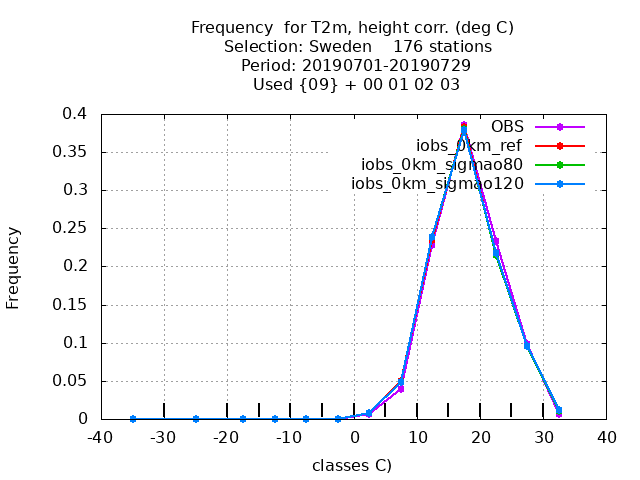 Frequency  for T2m, height corr. (deg C)
Selection: Sweden    176 stations
Period: 20190701-20190729
Used {09} + 00 01 02 03
OBS
iobs_0km_ref
iobs_0km_sigmao80
iobs_0km_sigmao120
0.4
0.35
0.3
0.25
0.2
0.15
0.1
0.05
0
Frequency
-40 -30 -20 -10 0 10 20 30 40
classes C)